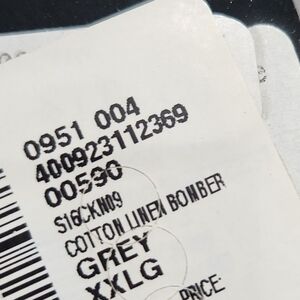 0951 004
400923112369
00590
S16CKN09
COTTON LINEN BOMBER
GREY
XXLG
PRICE: